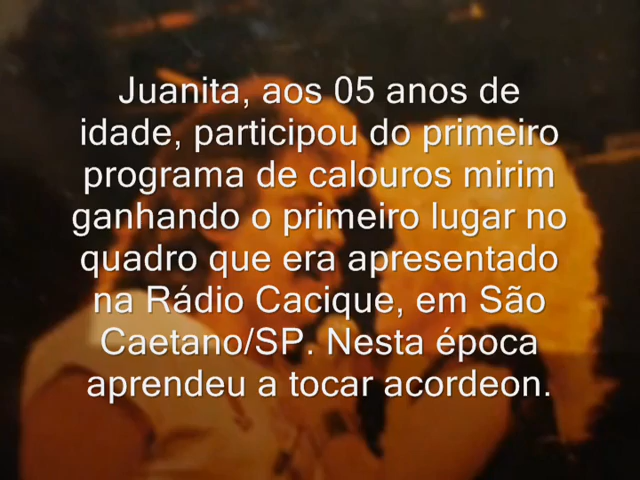 Juanita, aos 05 anos de
idade, participou do primeiro
programa de calouros mirim
ganhando o primeiro lugar no
quadro que era apresentado
na Rádio Cacique, em São
Caetano/SP. Nesta época
aprendeu a tocar acordeon.